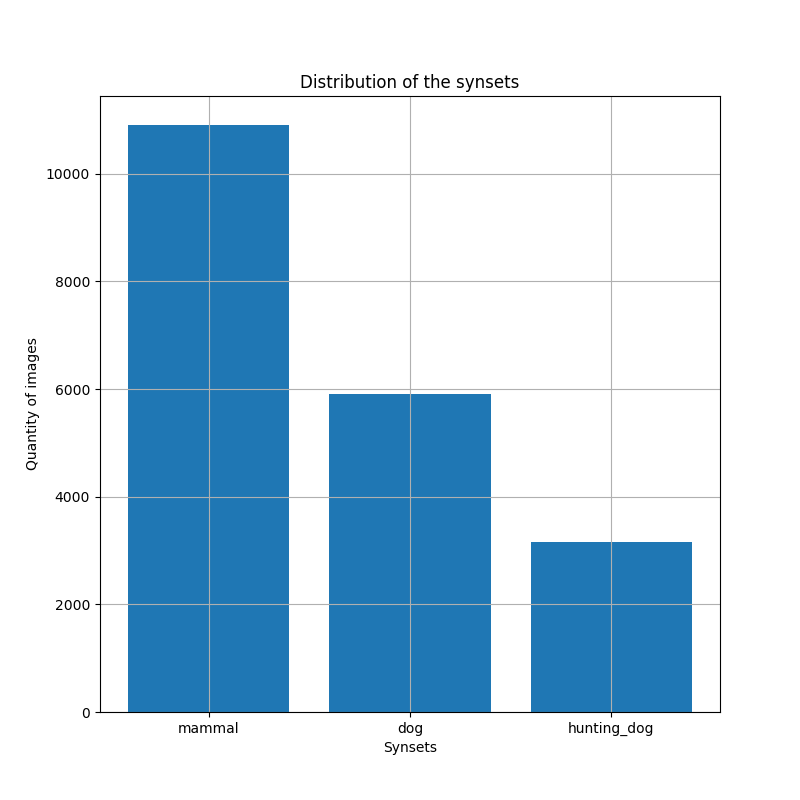 Distribution of the synsets
Quantity of images
10000
8000
6000
4000
2000
0
mammal
dog
hunting_dog
Synsets